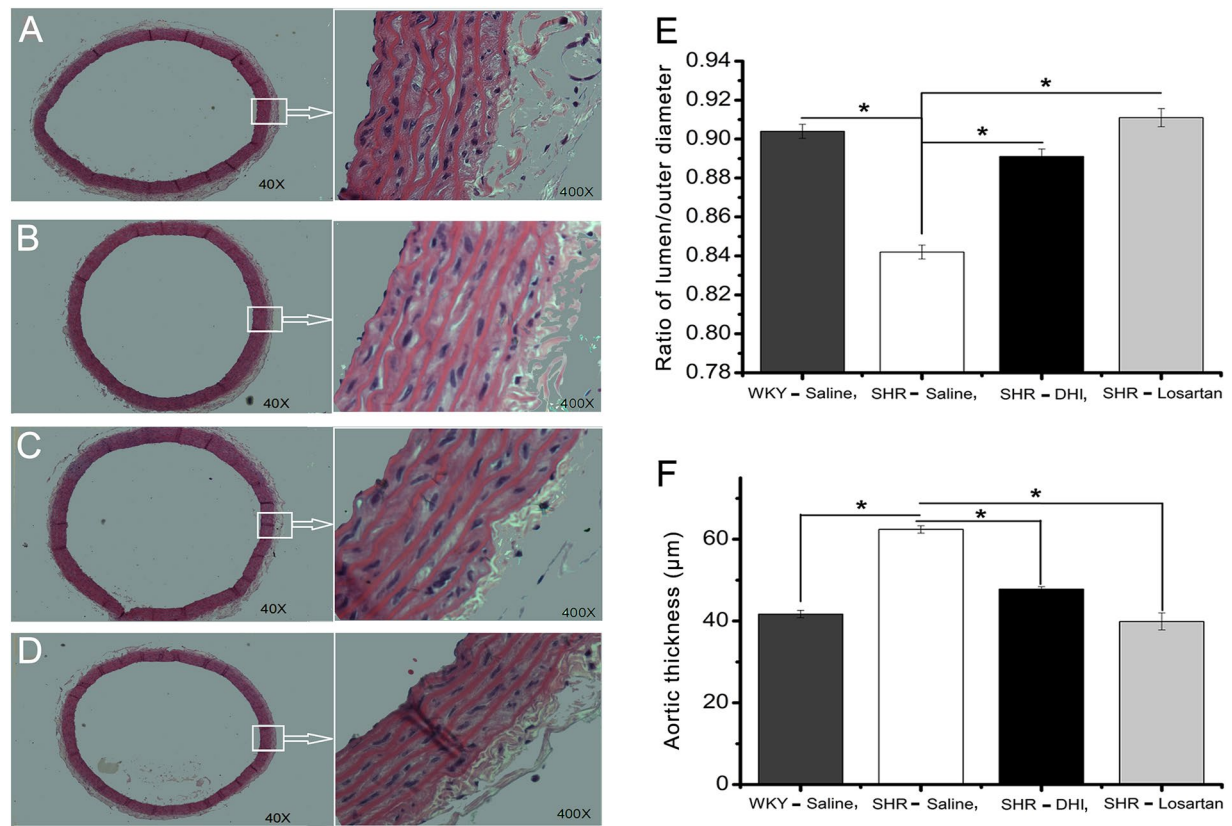 A
40X
400X
B
40X
400X
C
40X
400X
D
40X
400X
E
Ratio of lumen/outer diameter
0.94
0.92
0.90
0.88
0.86
0.84
0.82
0.80
0.78
*
*
*
WKY – Saline, SHR – Saline, SHR – DHI, SHR – Losartan
F
Aortic thickness (μm)
60
40
20
0
*
*
*
WKY – Saline, SHR – Saline, SHR – DHI, SHR – Losartan